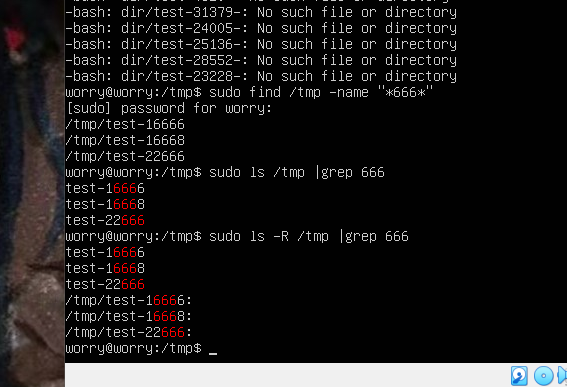 -bash: dir/test-31379-: No such file or directory
-bash: dir/test-24005-: No such file or directory
-bash: dir/test-25136-: No such file or directory
-bash: dir/test-28552-: No such file or directory
-bash: dir/test-23228-: No such file or directory
worry@worry:/tmp$ sudo find /tmp -name "*666*"
[sudo] password for worry:
/tmp/test-16666
/tmp/test-16668
/tmp/test-22666
worry@worry:/tmp$ sudo ls /tmp |grep 666
test-16666
test-16668
test-22666
worry@worry:/tmp$ sudo ls -R /tmp |grep 666
test-16666
test-16668
test-22666
/tmp/test-16666:
/tmp/test-16668:
/tmp/test-22666:
worry@worry:/tmp$ _